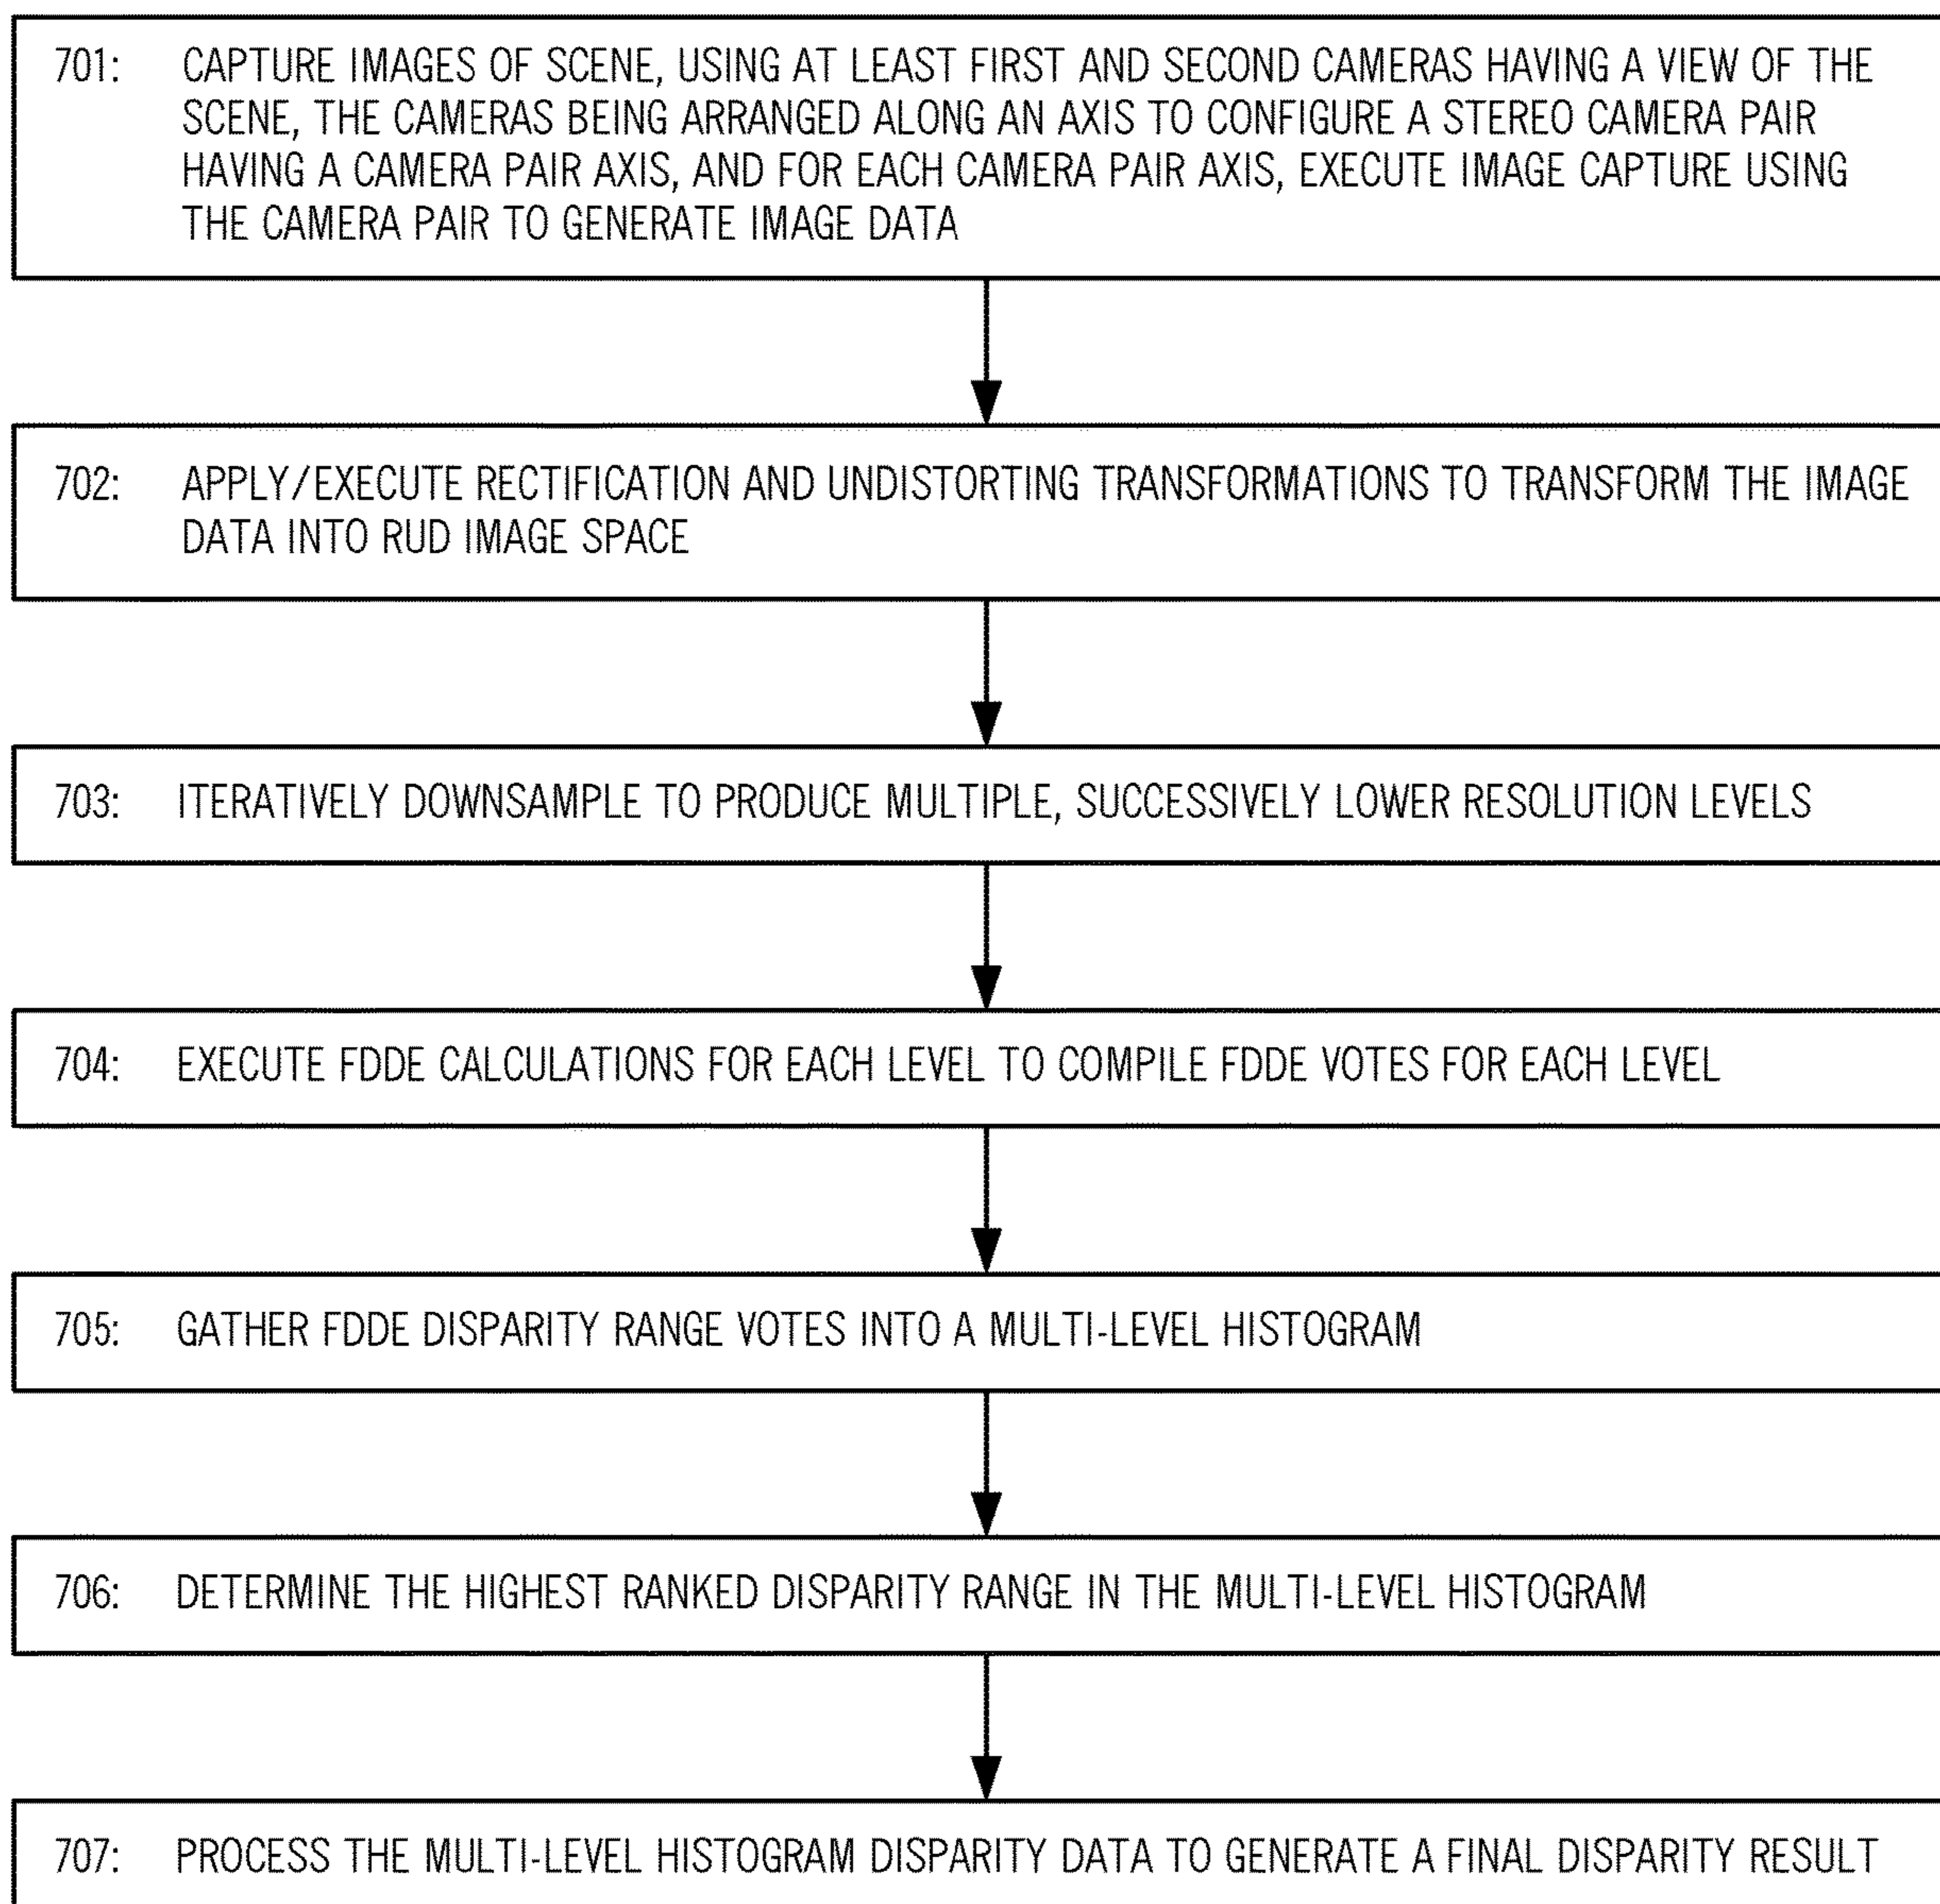 701: CAPTURE IMAGES OF SCENE, USING AT LEAST FIRST AND SECOND CAMERAS HAVING A VIEW OF THE
SCENE, THE CAMERAS BEING ARRANGED ALONG AN AXIS TO CONFIGURE A STEREO CAMERA PAIR
HAVING A CAMERA PAIR AXIS, AND FOR EACH CAMERA PAIR AXIS, EXECUTE IMAGE CAPTURE USING
THE CAMERA PAIR TO GENERATE IMAGE DATA
702: APPLY/EXECUTE RECTIFICATION AND UNDISTORTING TRANSFORMATIONS TO TRANSFORM THE IMAGE
DATA INTO RUD IMAGE SPACE
703: ITERATIVELY DOWNSAMPLE TO PRODUCE MULTIPLE, SUCCESSIVELY LOWER RESOLUTION LEVELS
704: EXECUTE FDDE CALCULATIONS FOR EACH LEVEL TO COMPILE FDDE VOTES FOR EACH LEVEL
705: GATHER FDDE DISPARITY RANGE VOTES INTO A MULTI-LEVEL HISTOGRAM
706: DETERMINE THE HIGHEST RANKED DISPARITY RANGE IN THE MULTI-LEVEL HISTOGRAM
707: PROCESS THE MULTI-LEVEL HISTOGRAM DISPARITY DATA TO GENERATE A FINAL DISPARITY RESULT